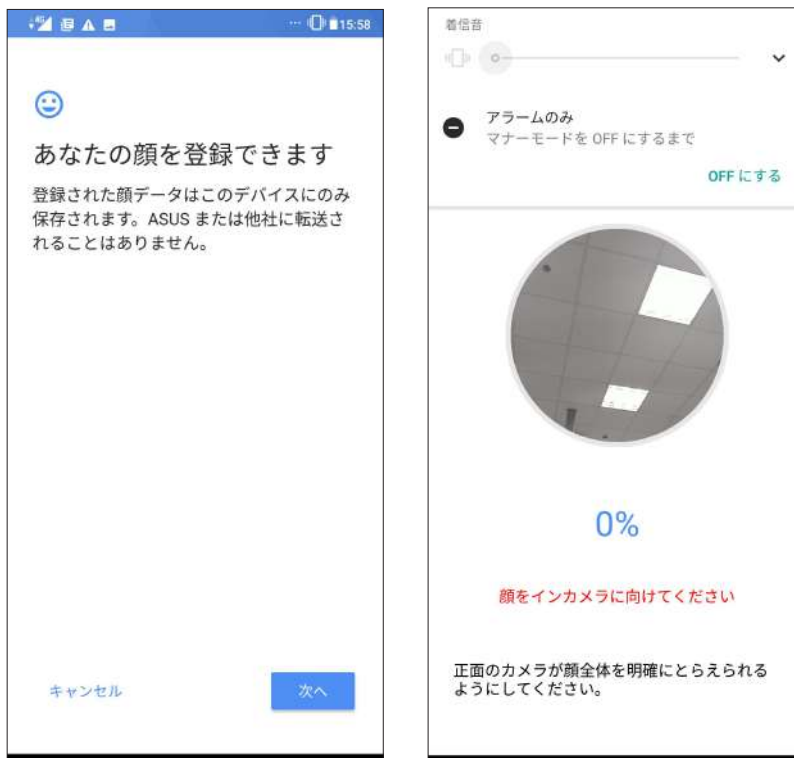 15:58
あなたの顔を登録できます
登録された顔データはこのデバイスにのみ
保存されます。ASUS または他社に転送さ
れることはありません。
キャンセル
次へ
着信音
アラームのみ
マナーモードを OFF にするまで
OFF にする
0%
顔をインカメラに向けてください
正面のカメラが顔全体を明確にとらえられる
ようにしてください。